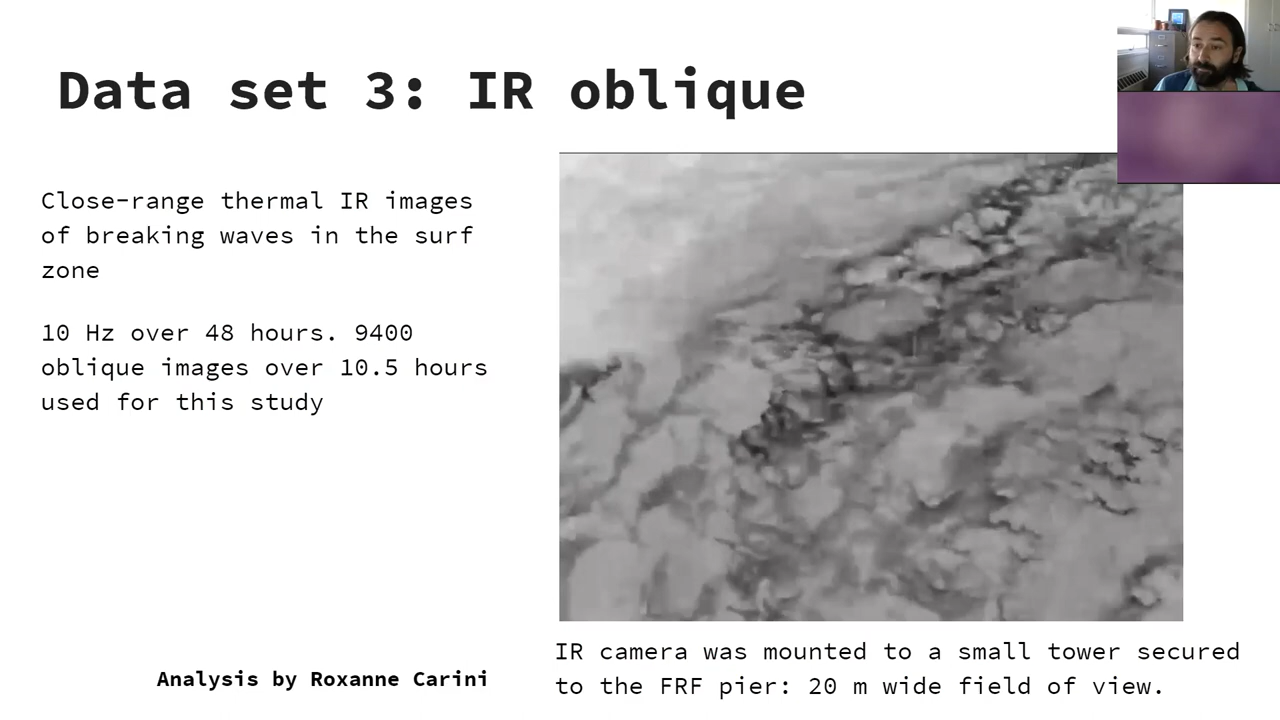 Data set 3: IR oblique
Close-range thermal IR images
of breaking waves in the surf
zone
10 Hz over 48 hours. 9400
oblique images over 10.5 hours
used for this study
Analysis by Roxanne Carini
IR camera was mounted to a small tower secured
to the FRF pier: 20 m wide field of view.